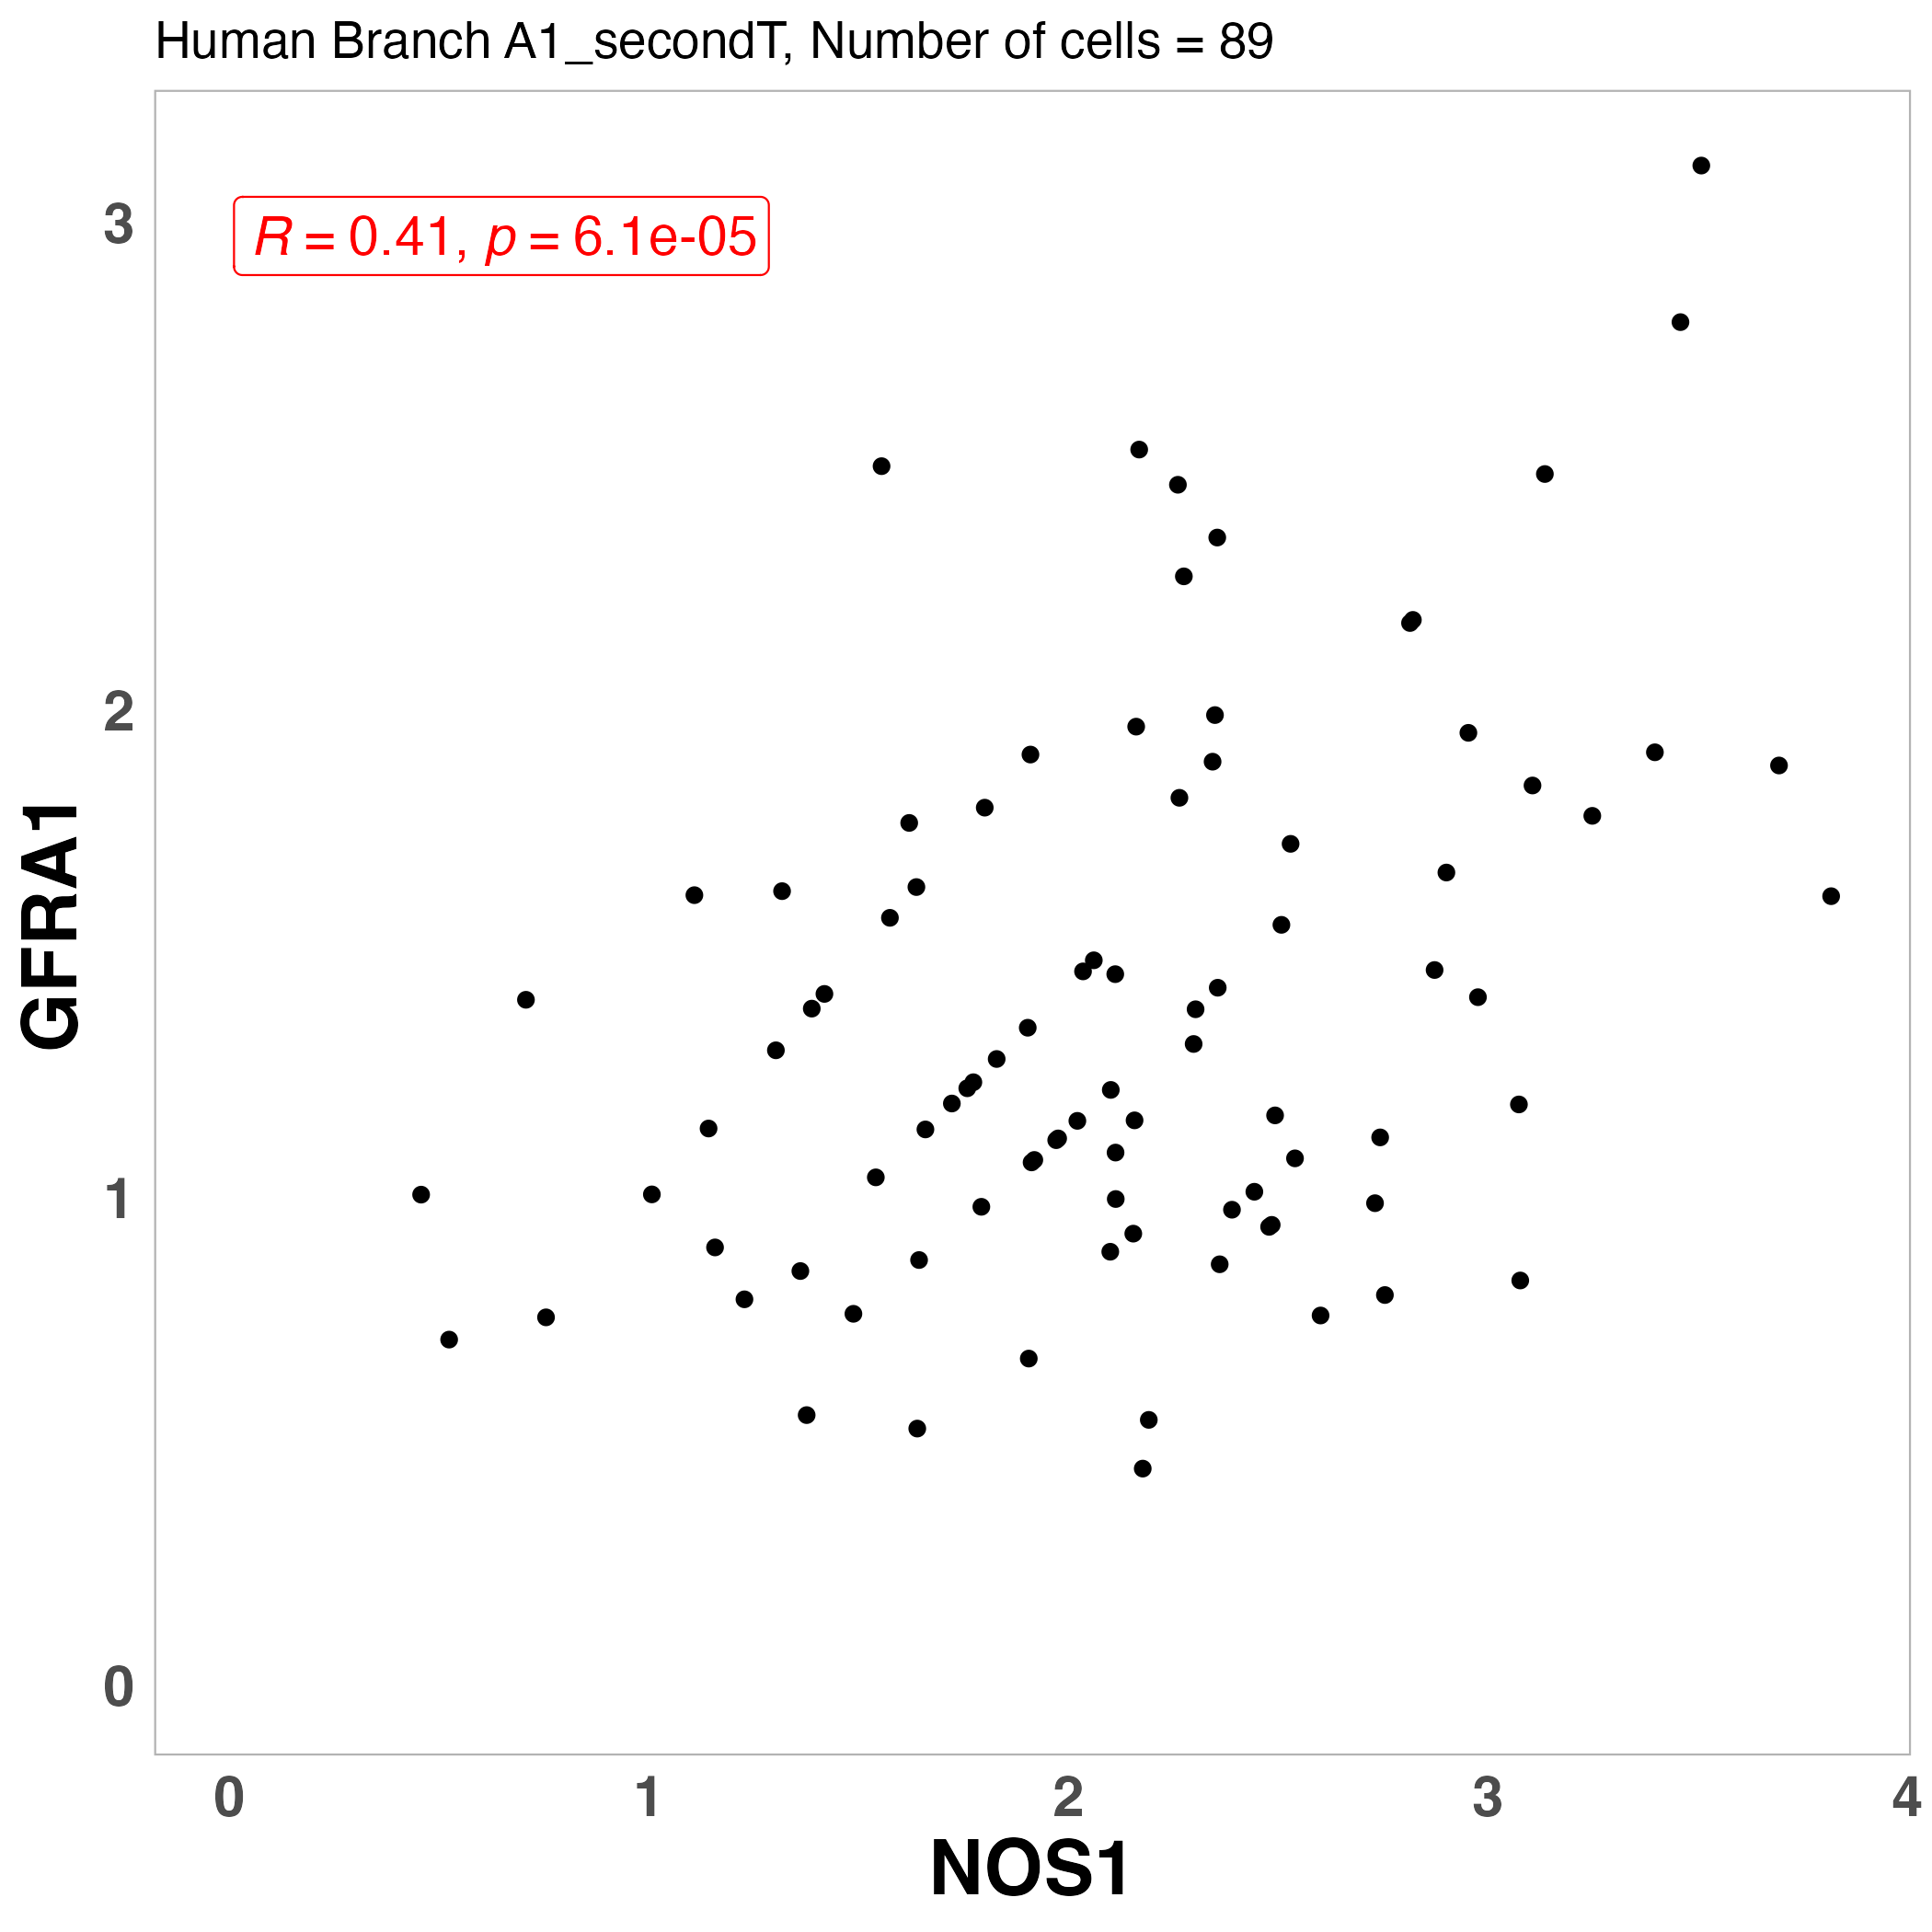 Human Branch A1_secondT, Number of cells = 89
R = 0.41, p = 6.1e-05
3
2
1
0
GFRA1
0 1 2 3 4
NOS1